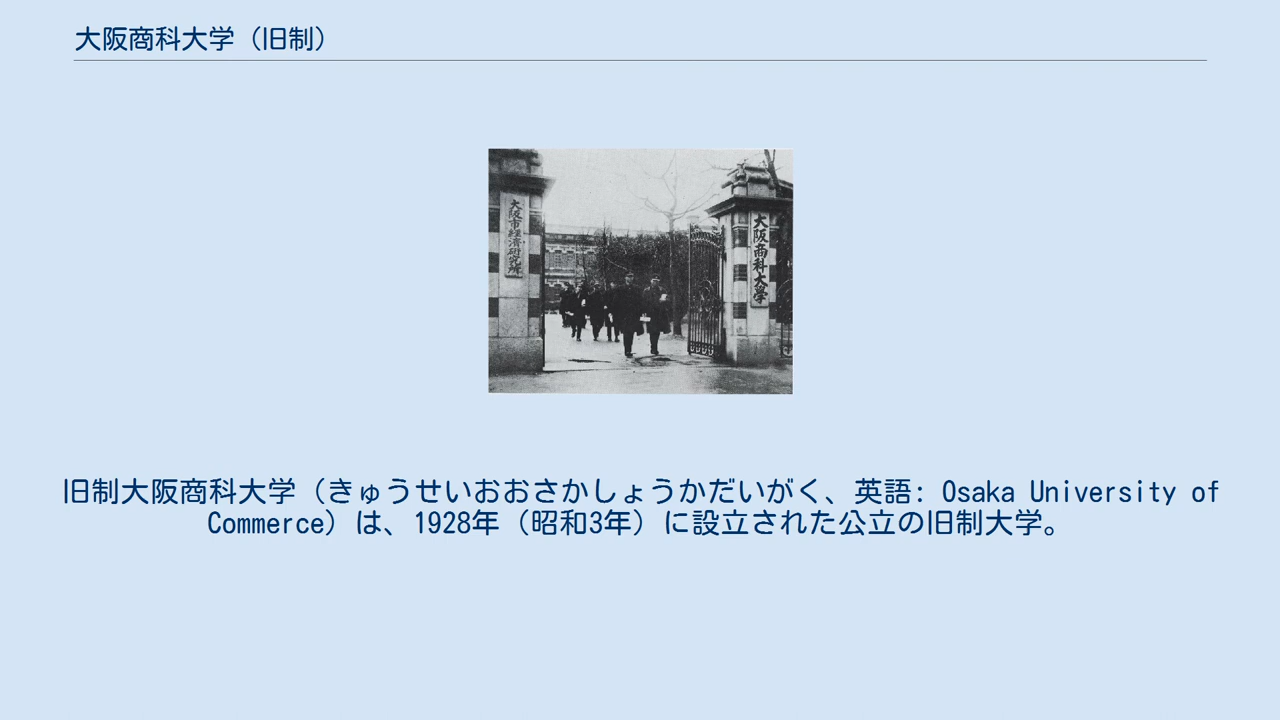 大阪商科大学（旧制）
大阪市経済研究所
大阪商科大學
旧制大阪商科大学（きゅうせいおおさかしょうかだいがく、英語: Osaka University of
Commerce）は、1928年（昭和3年）に設立された公立の旧制大学。